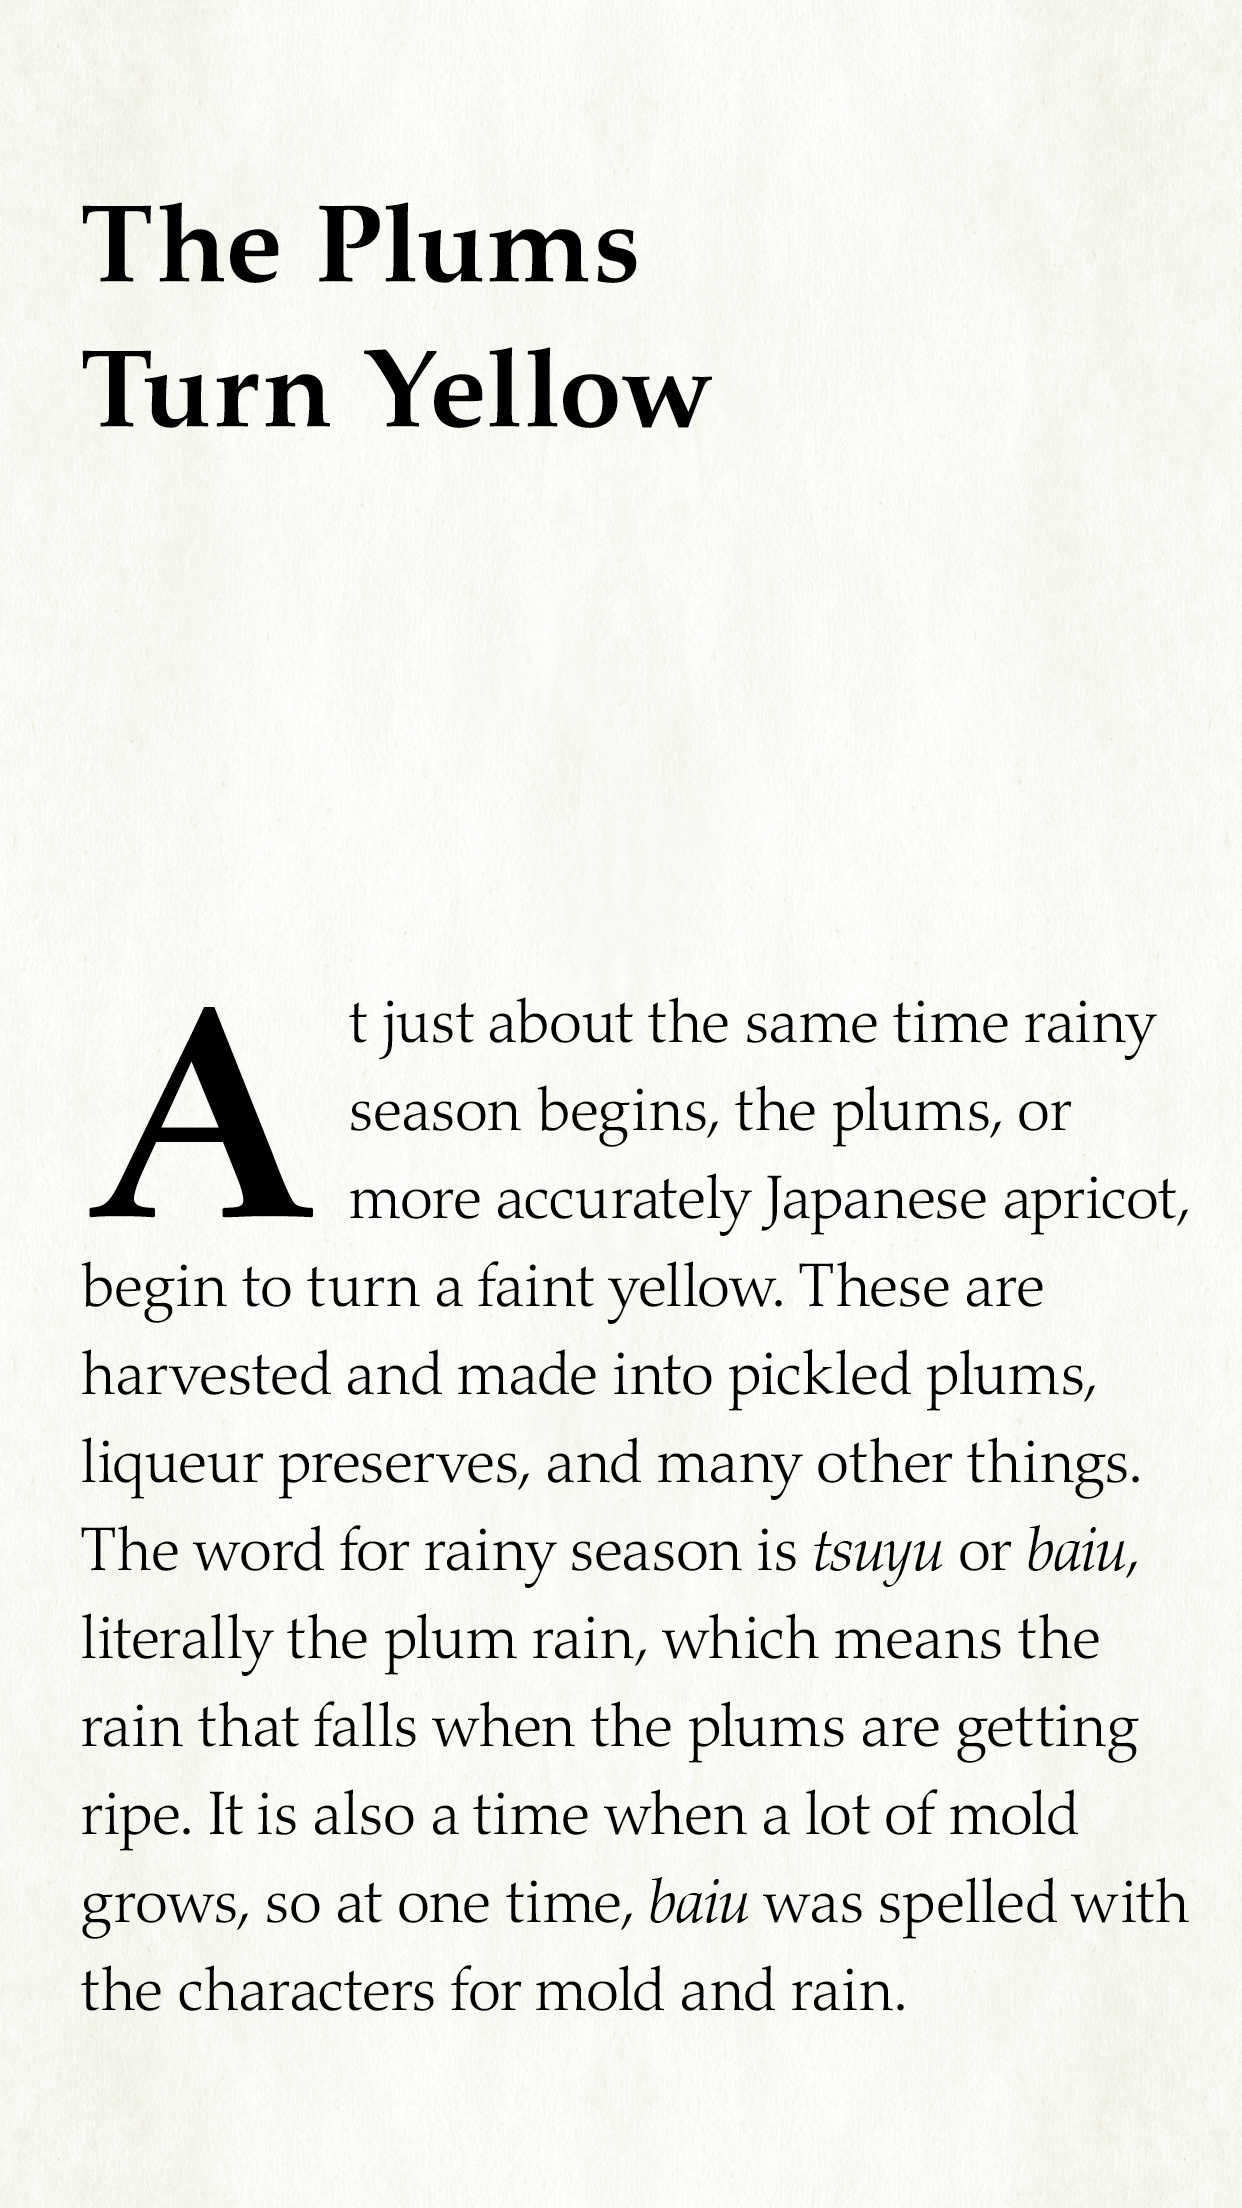 The Plums
Turn Yellow
At just about the same time rainy
season begins, the plums, or
more accurately Japanese apricot,
begin to turn a faint yellow. These are
harvested and made into pickled plums,
liqueur preserves, and many other things.
The word for rainy season is tsuyu or baiu,
literally the plum rain, which means the
rain that falls when the plums are getting
ripe. It is also a time when a lot of mold
grows, so at one time, baiu was spelled with
the characters for mold and rain.